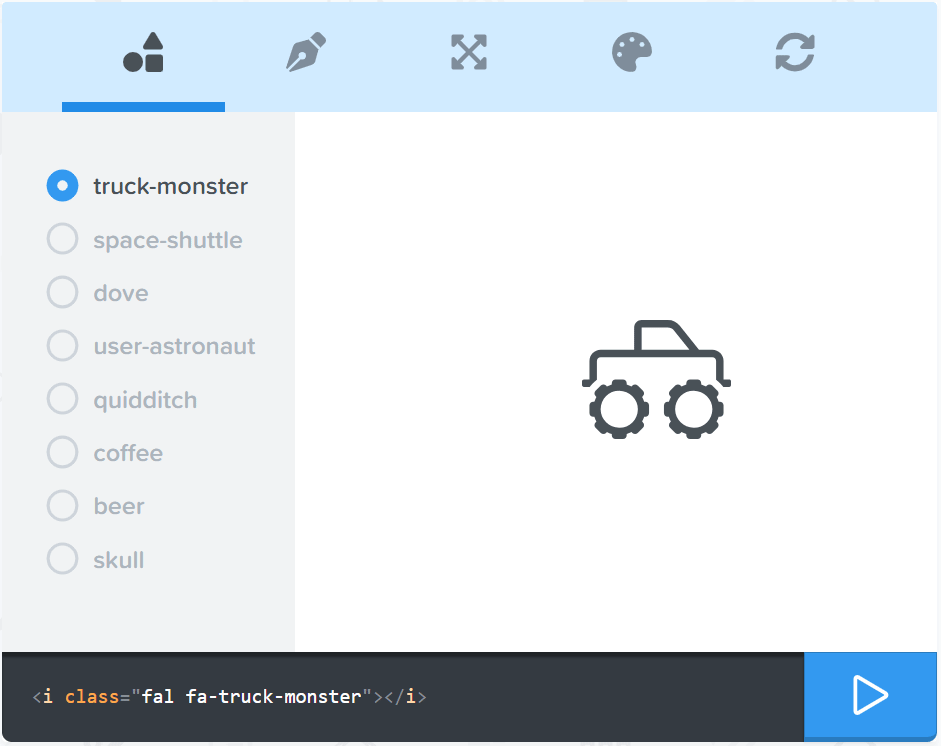 truck-monster
space-shuttle
dove
user-astronaut
quidditch
coffee
beer
skull
<i class="fal fa-truck-monster"></i>